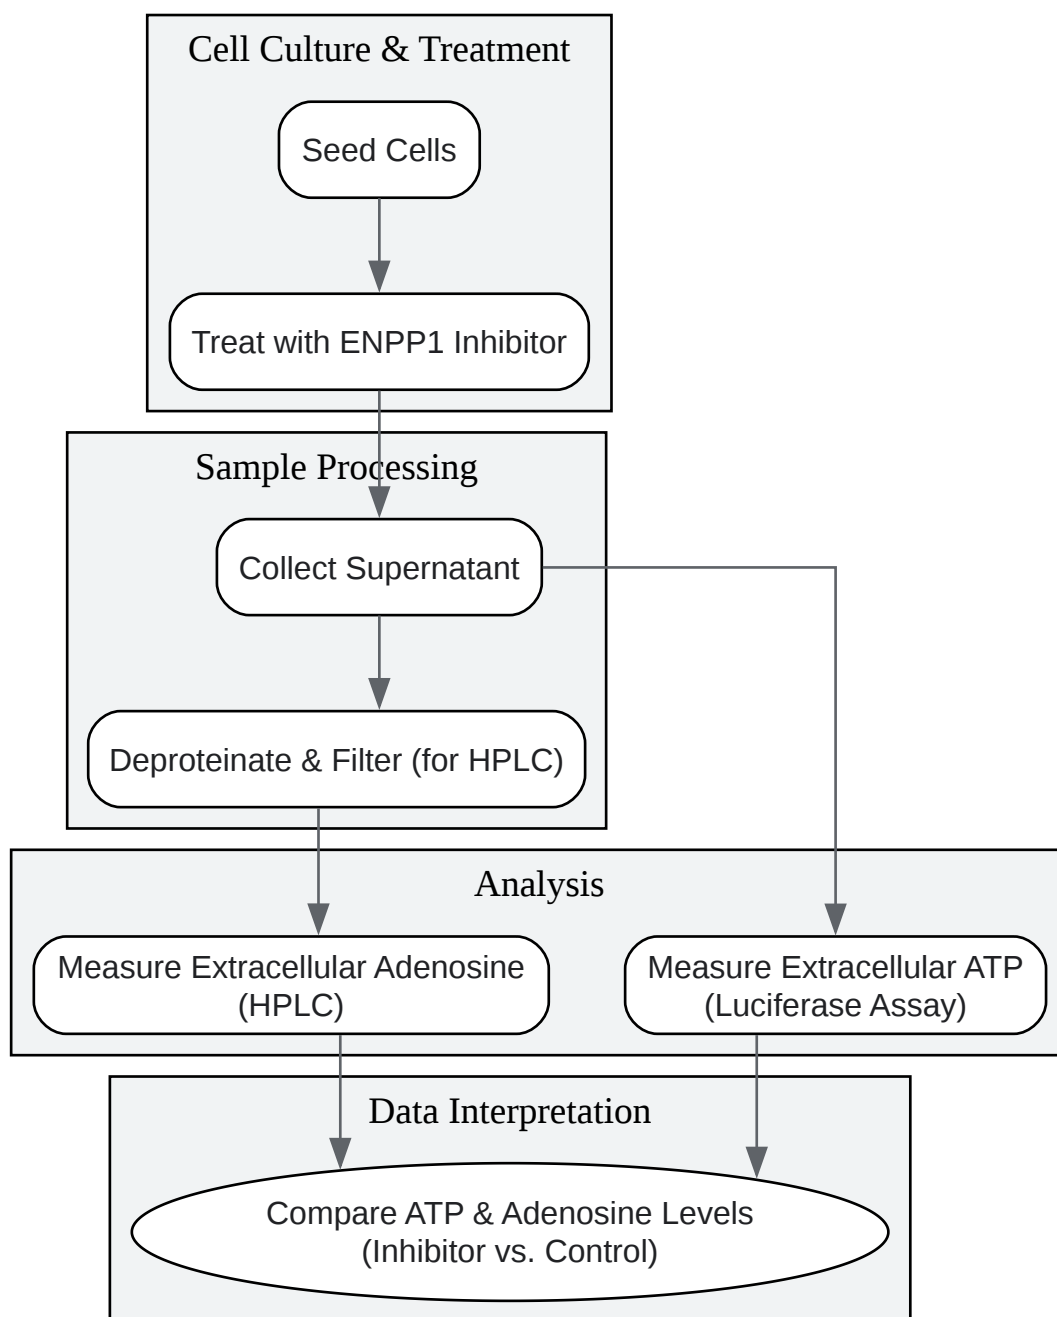 Cell Culture & Treatment
Seed Cells
Treat with ENPP1 Inhibitor
Sample Processing
Collect Supernatant
Deproteinate & Filter (for HPLC)
Analysis
Measure Extracellular Adenosine
(HPLC)
Measure Extracellular ATP
(Luciferase Assay)
Data Interpretation
Compare ATP & Adenosine Levels
(Inhibitor vs. Control)